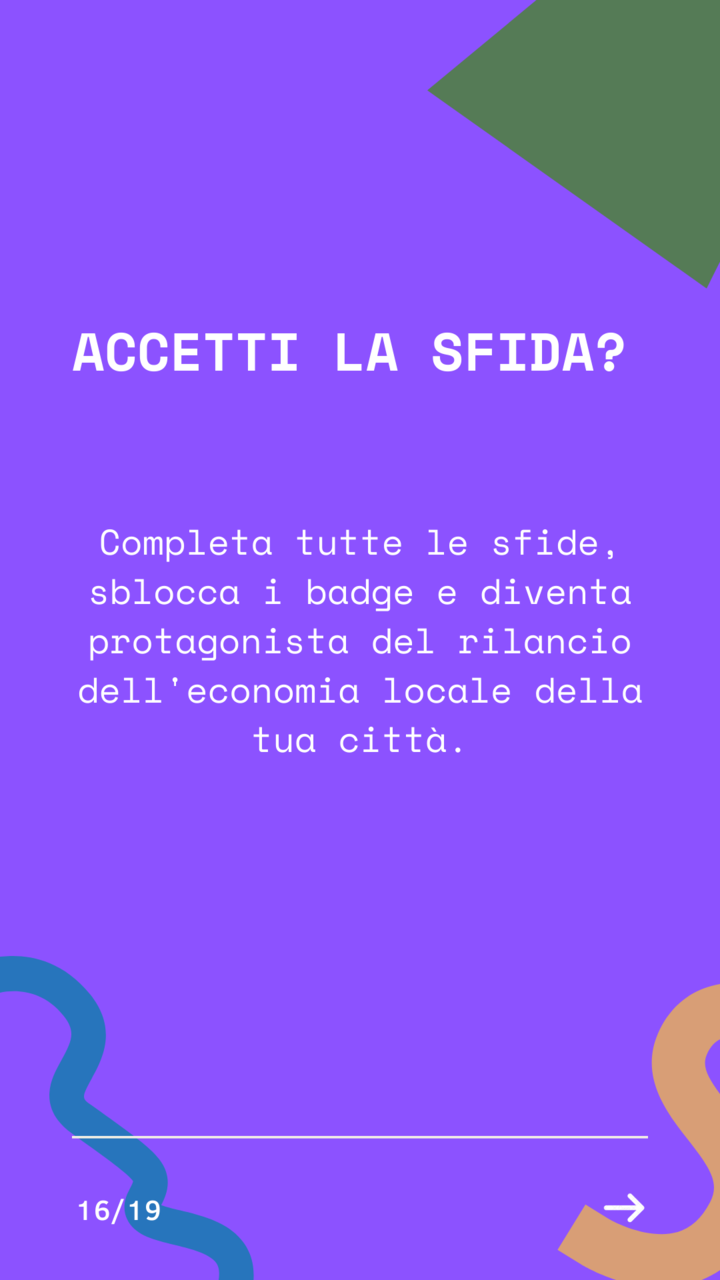 ACCETTI LA SFIDA?
Completa tutte le sfide,
sblocca i badge e diventa
protagonista del rilancio
dell'economia locale della
tua città.
16/19